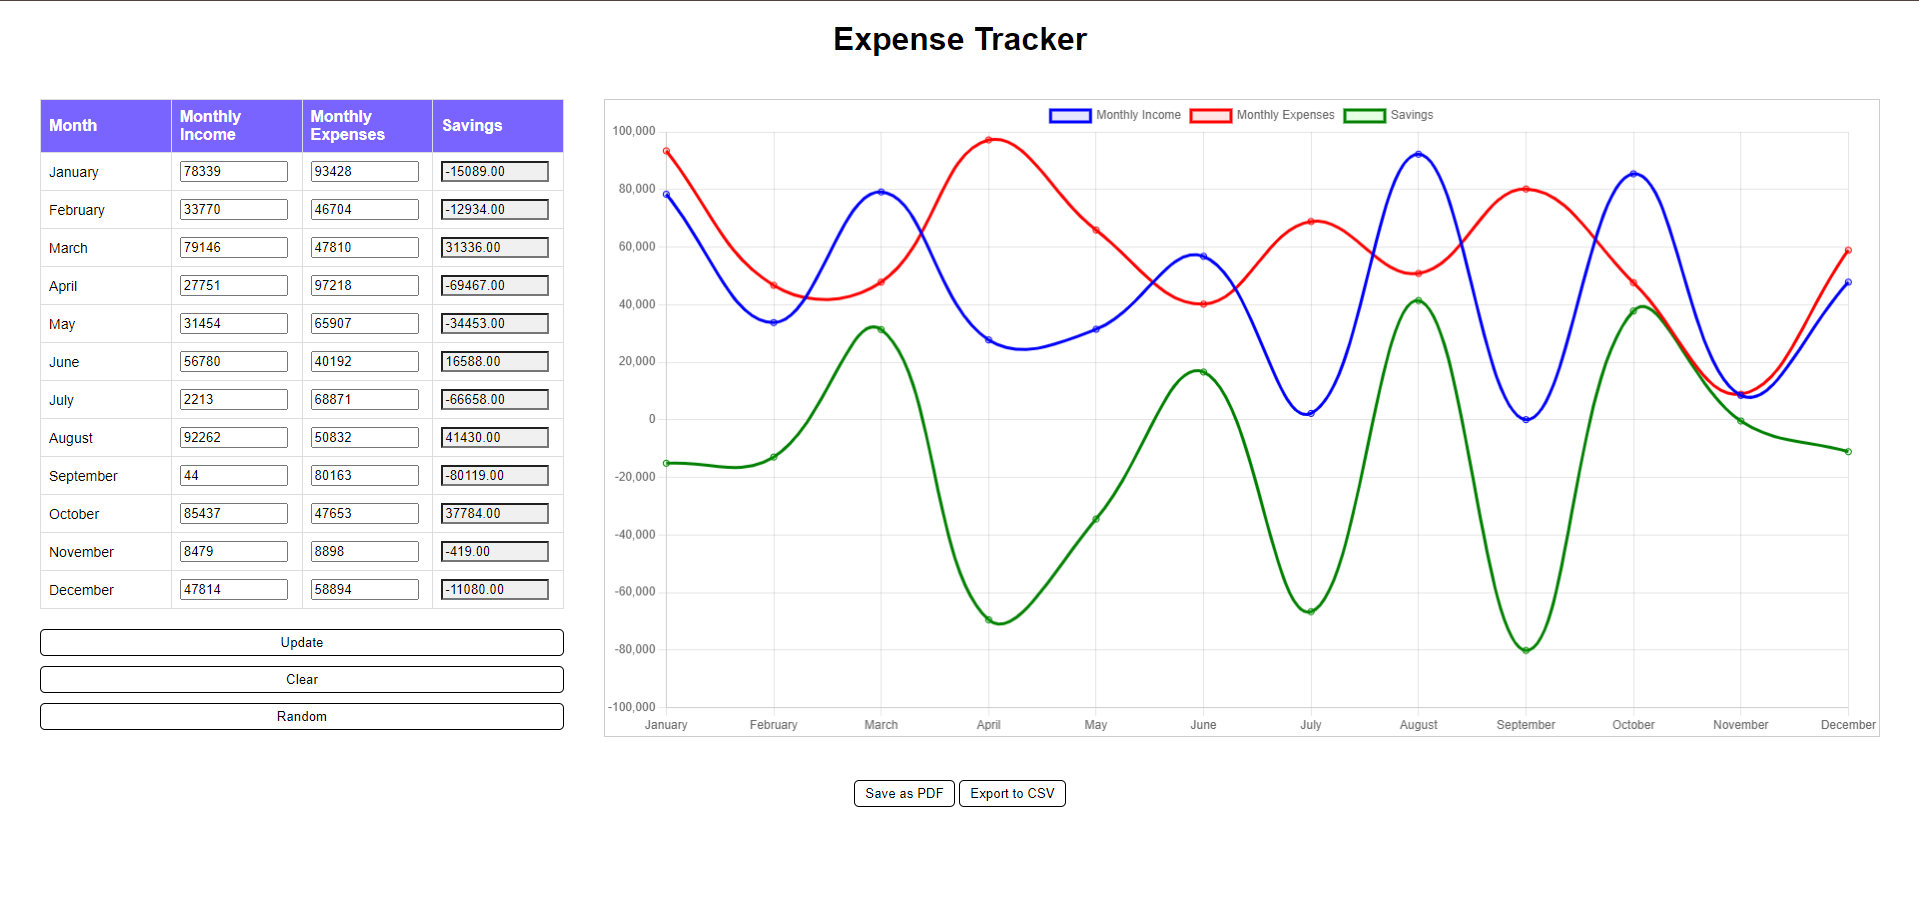 Expense Tracker
Month Monthly Income Monthly Expenses Savings
January 78339 93428 -15089.00
February 33770 46704 -12934.00
March 79146 47810 31336.00
April 27751 97218 -69467.00
May 31454 65907 -34453.00
June 56780 40192 16588.00
July 2213 68871 -66658.00
August 92262 50832 41430.00
September 44 80163 -80119.00
October 85437 47653 37784.00
November 8479 8898 -419.00
December 47814 58894 -11080.00
Update
Clear
Random
Monthly Income Monthly Expenses Savings
100,000
80,000
60,000
40,000
20,000
0
-20,000
-40,000
-60,000
-80,000
-100,000
January February March April May June July August September October November December
Save as PDF Export to CSV